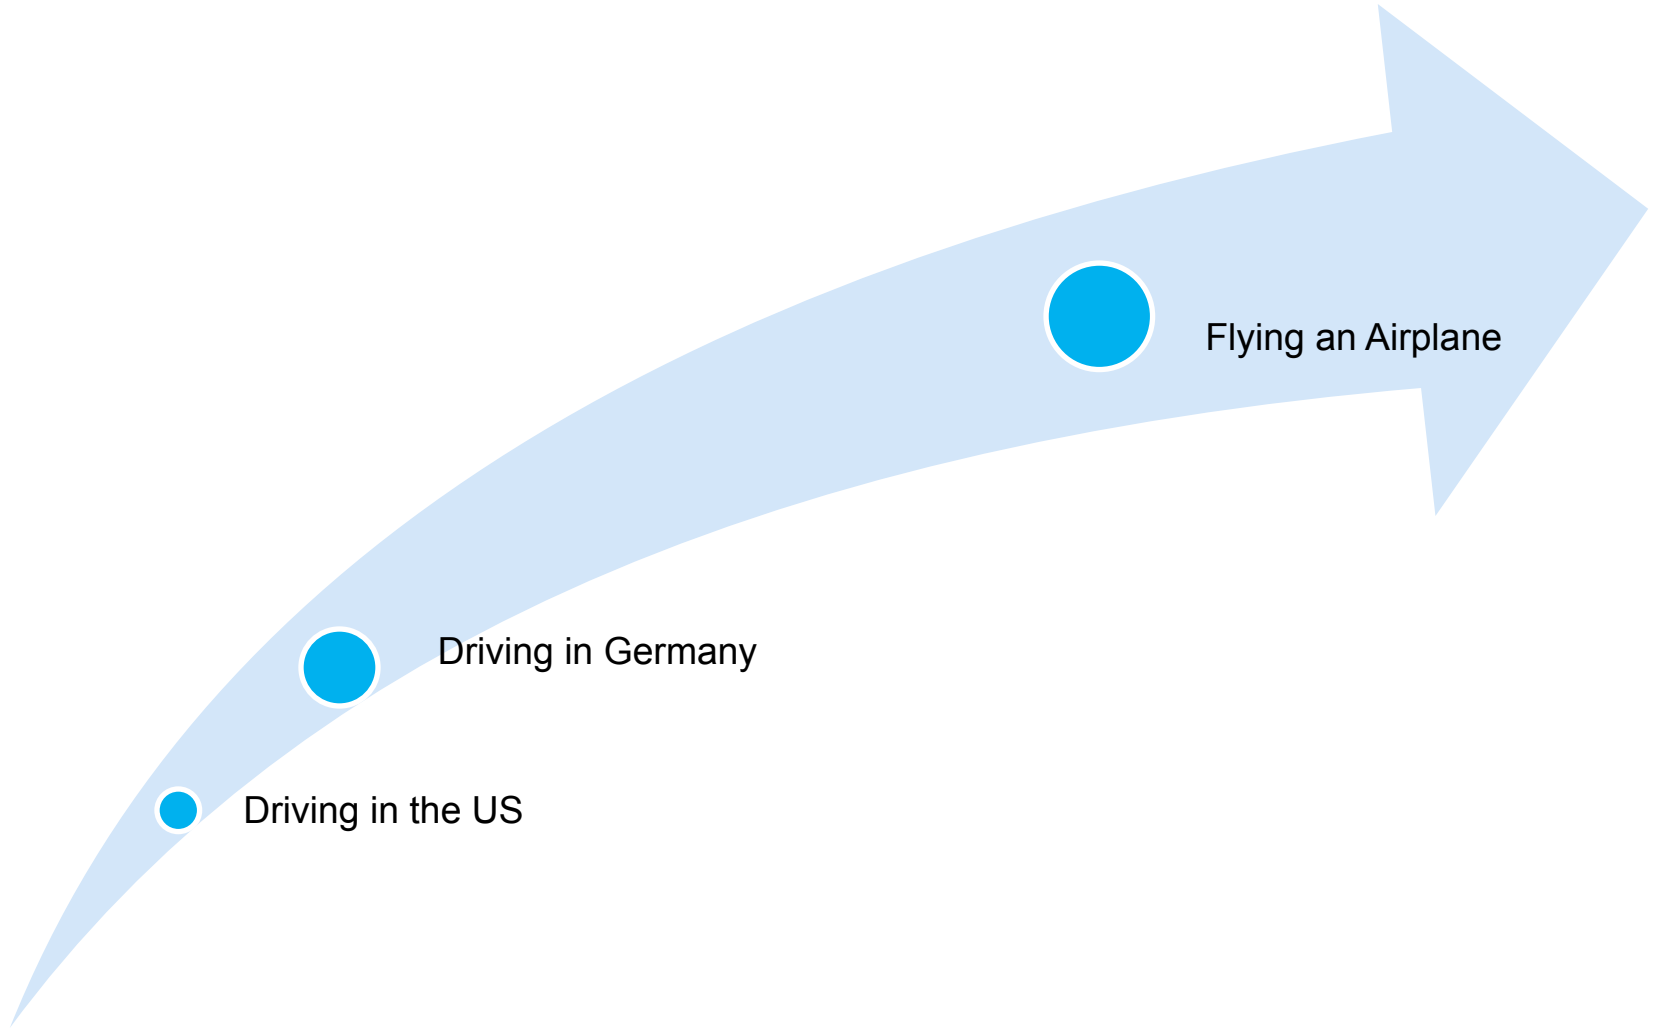 Flying an Airplane
Driving in Germany
Driving in the US